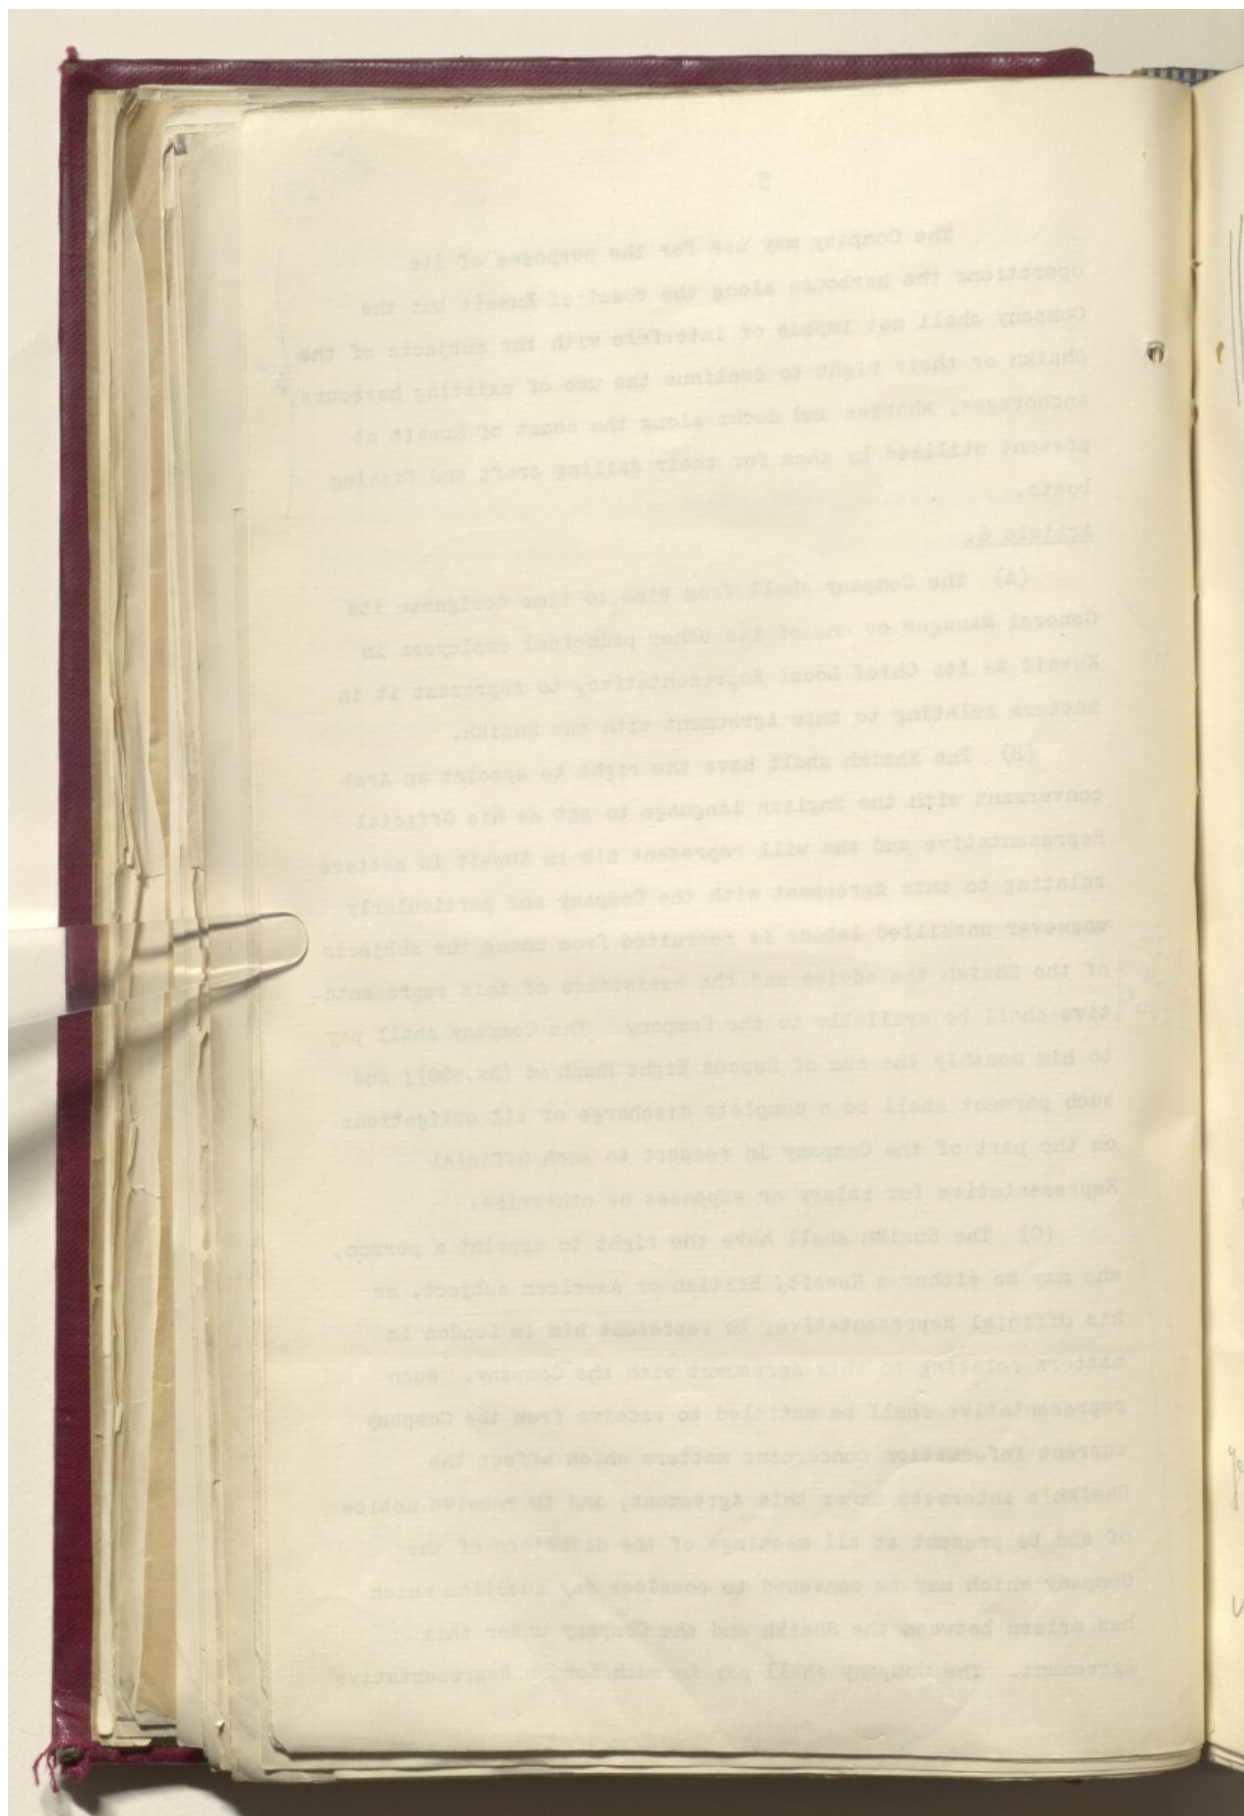 5.
The Company may use for the purposes of its
operations the harbours along the coast of Kuwait but the
Company shall not impede or interfere with the subjects of the
Shaikh or their right to continue the use of existing harbours,
anchorages, wharves and docks along the coast of Kuwait at
present utilised by them for their sailing craft and fishing
boats.
Article 6.
(A) The Company shall from time to time designate its
General Manager or one of its other principal employees in
Kuwait as its Chief Local Representative, to represent it in
matters relating to this Agreement with the Shaikh.
(B) The Shaikh shall have the right to appoint an Arab
conversant with the English language to act as his Official
Representative and who will represent him in Kuwait in matters
relating to this Agreement with the Company and particularly
whenever unskilled labour is recruited from among the subjects
of the Shaikh the advice and the assistance of this representa-
tive shall be available to the Company. The Company shall pay
to him monthly the sum of Rupees Eight Hundred (Rs.800); and
such payment shall be a complete discharge of all obligations
on the part of the Company in respect to such Official
Representative for salary or expenses or otherwise.
(C) The Shaikh shall have the right to appoint a person,
who may be either a Kuwait, British or American subject, as
his Official Representative, to represent him in London in
matters relating to this Agreement with the Company. Such
representative shall be entitled to receive from the Company
current information concerning matters which affect the
Shaikh's interests under this Agreement, and to receive notice
of and be present at all meetings of the directors of the
Company which may be convened to consider any question which
has arisen between the Shaikh and the Company under this
Agreement. The Company shall pay to such London Representative